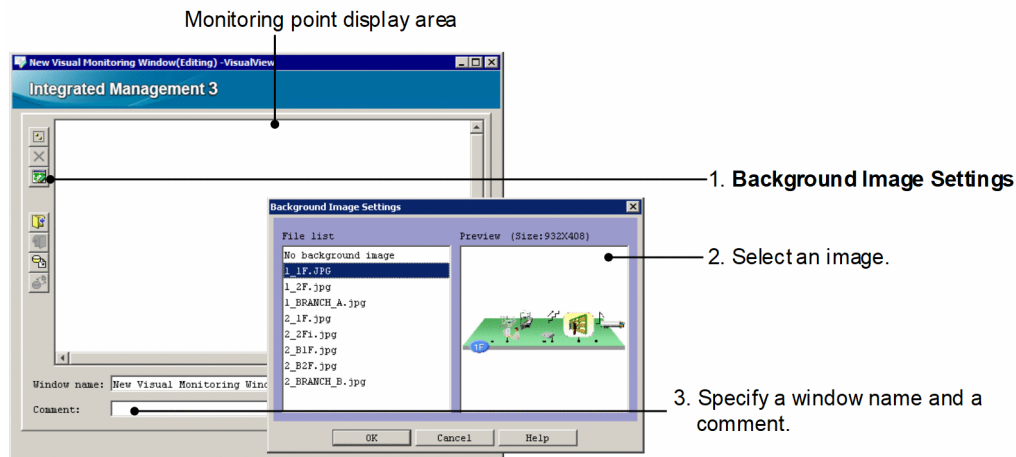 Monitoring point display area
New Visual Monitoring Window(Editing) -VisualView
Integrated Management 3
1. Background Image Settings
Background Image Settings
File list
Preview (Size:932X408)
No background image
1_1F.JPG
1_2F.jpg
1_BRANCH_A.jpg
2_1F.jpg
2_2Fi.jpg
2_B1F.jpg
2_B2F.jpg
2_BRANCH_B.jpg
1F
2. Select an image.
Window name: New Visual Monitoring Wind
Comment:
3. Specify a window name and a
comment.
OK Cancel Help